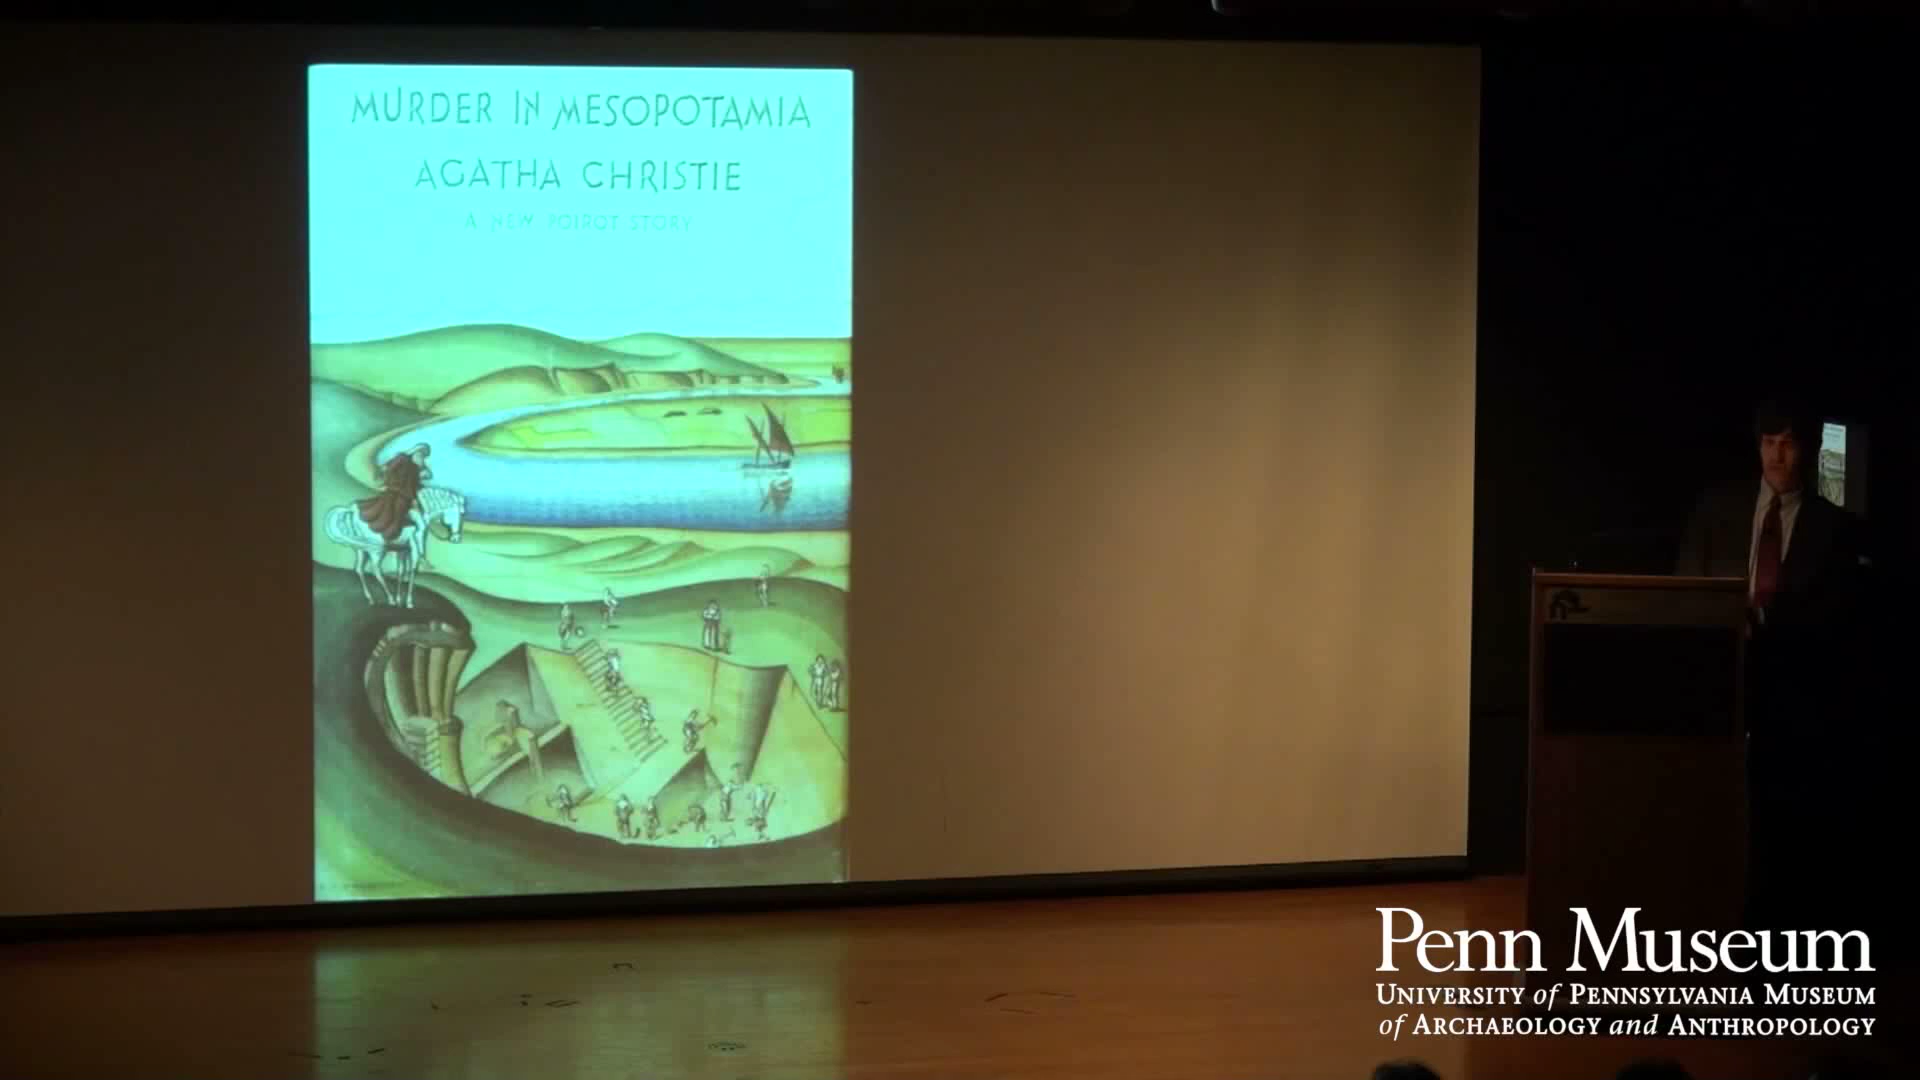 MURDER IN MESOPOTAMIA
AGATHA CHRISTIE
A NEW POIROT STORY
Penn Museum
UNIVERSITY of PENNSYLVANIA MUSEUM
of ARCHAEOLOGY and ANTHROPOLOGY